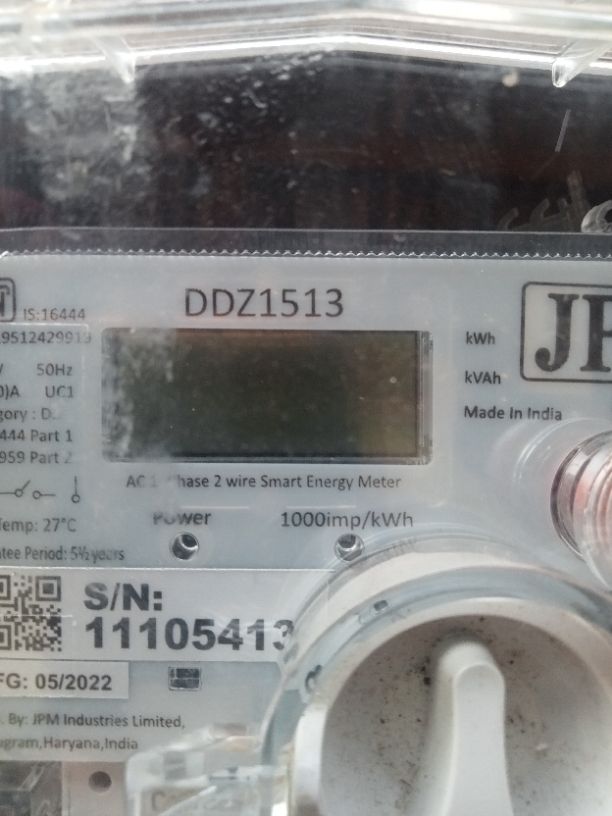 DDZ1513
IS:16444
9512429919
50Hz
UC1
444 Part 1
959 Part 2
Temp: 27°C
Period: 5½ years
kWh
kVAh
Made In India
AC 1 Phase 2 wire Smart Energy Meter
Power
1000imp/kWh
S/N:
11105413
FG: 05/2022
By: JPM Industries Limited,
Haryana,India